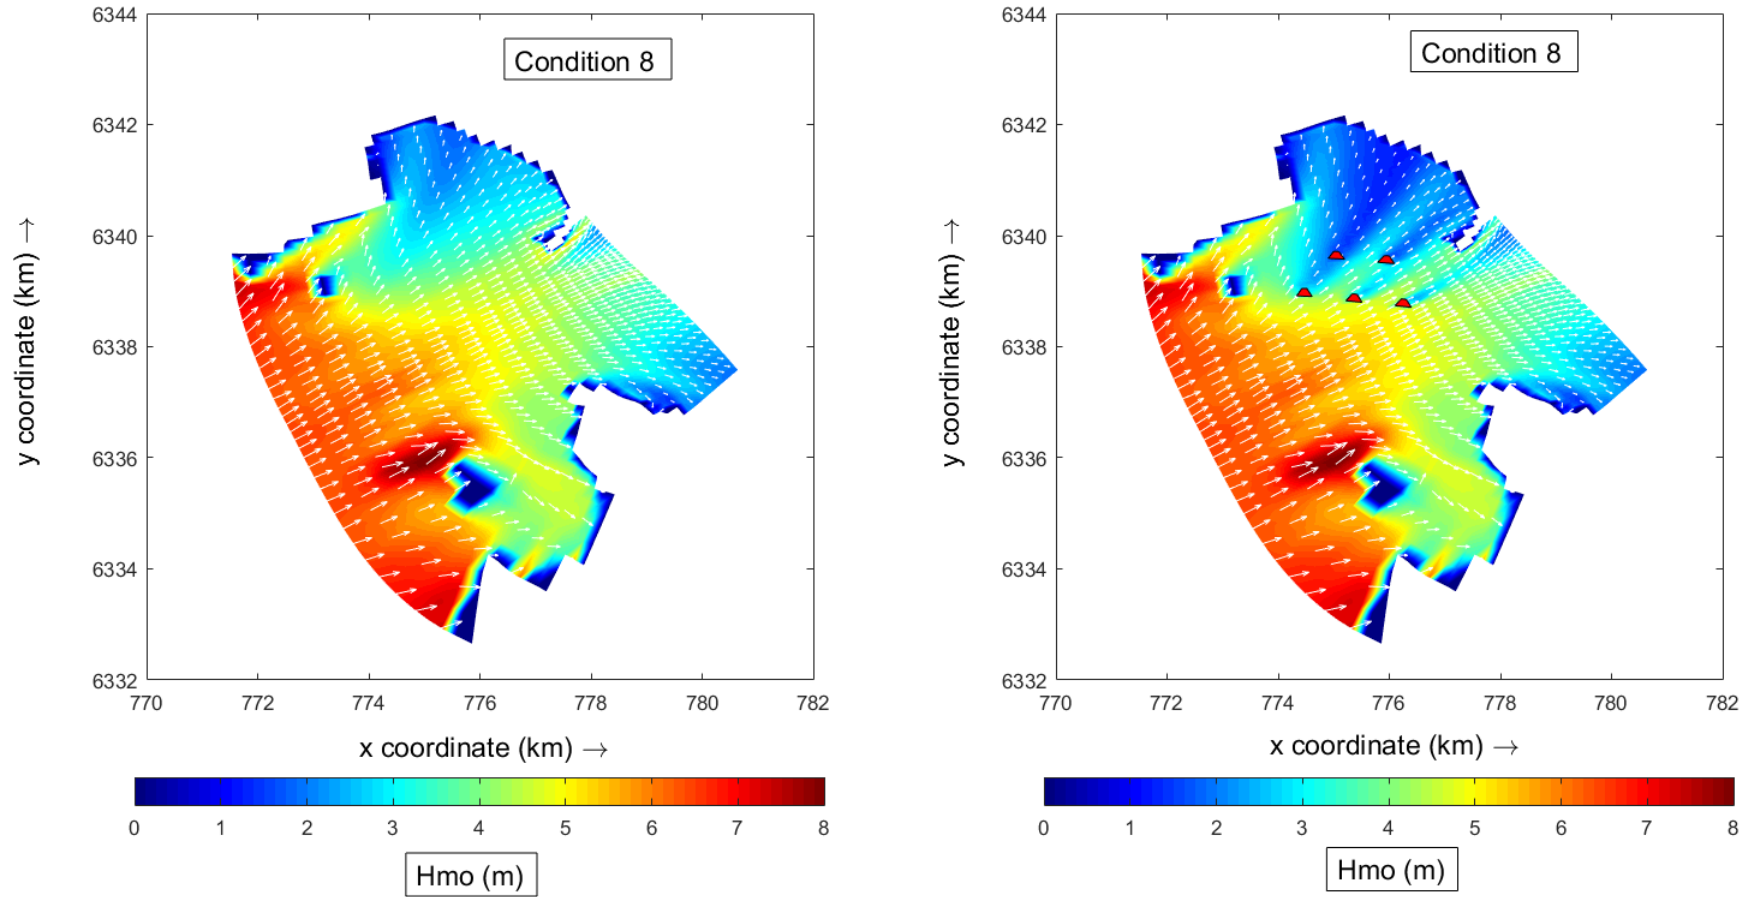 Condition 8
6344
6342
6340
6338
6336
6334
6332
y coordinate (km) →
770 772 774 776 778 780 782
x coordinate (km) →
0 1 2 3 4 5 6 7 8
Hmo (m)
Condition 8
6344
6342
6340
6338
6336
6334
6332
y coordinate (km) →
770 772 774 776 778 780 782
x coordinate (km) →
0 1 2 3 4 5 6 7 8
Hmo (m)